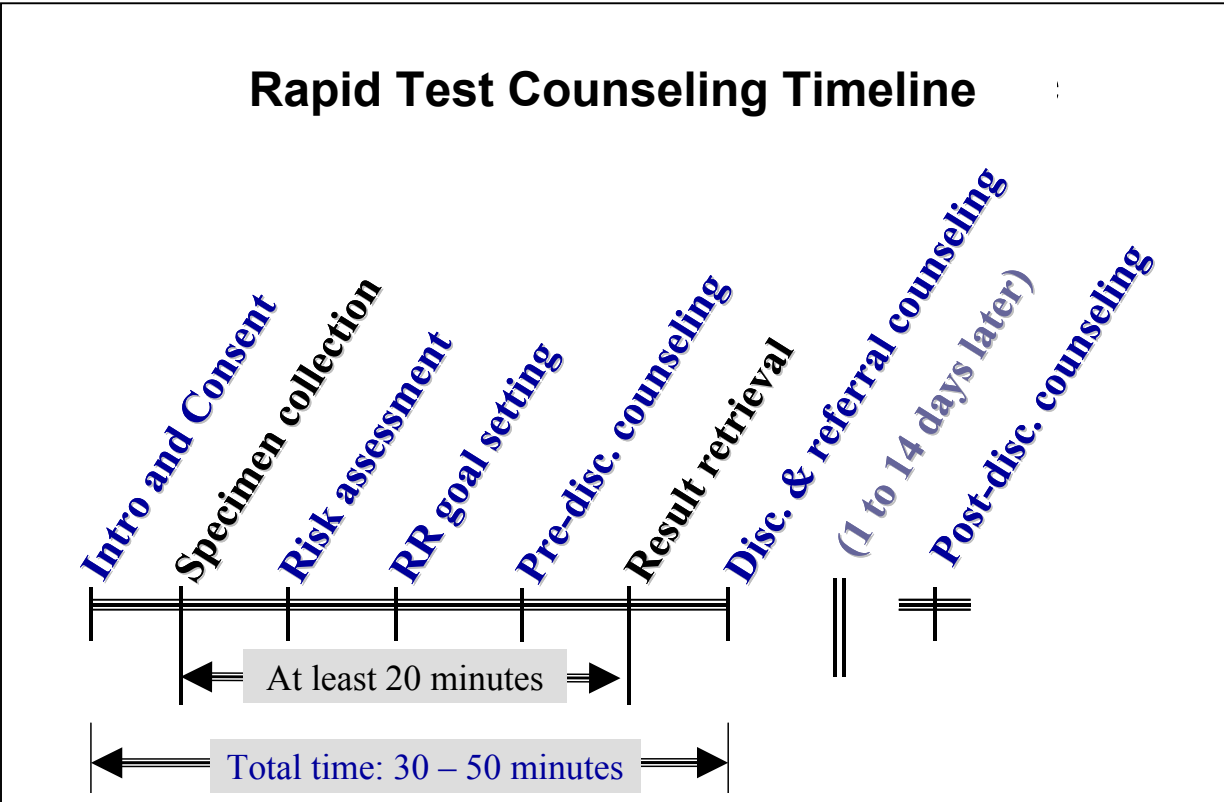 Rapid Test Counseling Timeline
Intro and Consent
Specimen collection
Risk assessment
RR goal setting
Pre-disc. counseling
Result retrieval
Disc. & referral counseling
(1 to 14 days later)
Post-disc. counseling
At least 20 minutes
Total time: 30 – 50 minutes